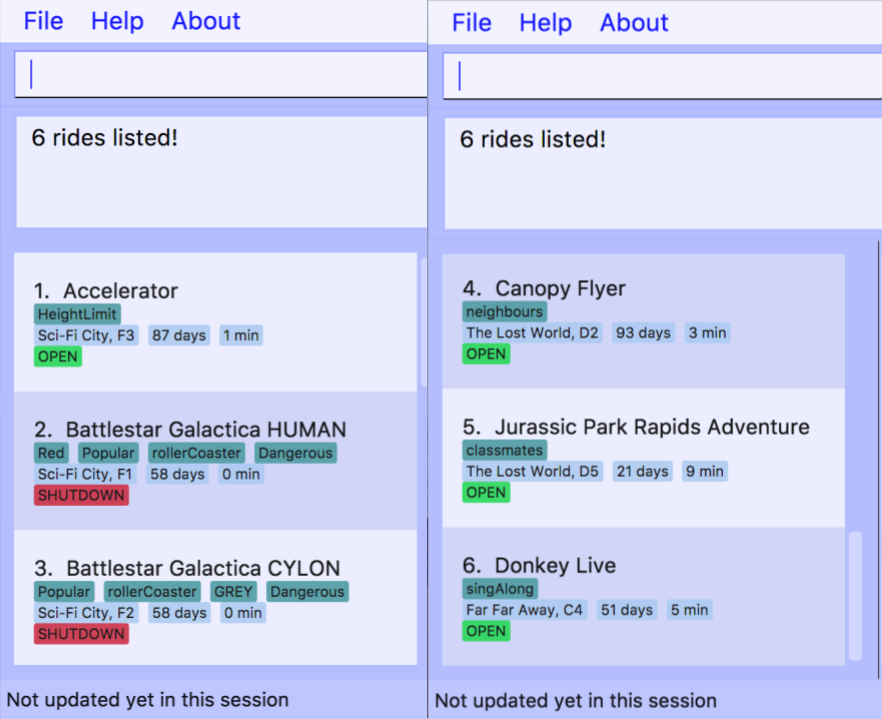 File Help About
6 rides listed!
1. Accelerator
HeightLimit
Sci-Fi City, F3 87 days 1 min
OPEN
2. Battlestar Galactica HUMAN
Red Popular rollerCoaster Dangerous
Sci-Fi City, F1 58 days 0 min
SHUTDOWN
3. Battlestar Galactica CYLON
Popular rollerCoaster GREY Dangerous
Sci-Fi City, F2 58 days 0 min
SHUTDOWN
Not updated yet in this session
File Help About
6 rides listed!
4. Canopy Flyer
neighbours
The Lost World, D2 93 days 3 min
OPEN
5. Jurassic Park Rapids Adventure
classmates
The Lost World, D5 21 days 9 min
OPEN
6. Donkey Live
singAlong
Far Far Away, C4 51 days 5 min
OPEN
Not updated yet in this session